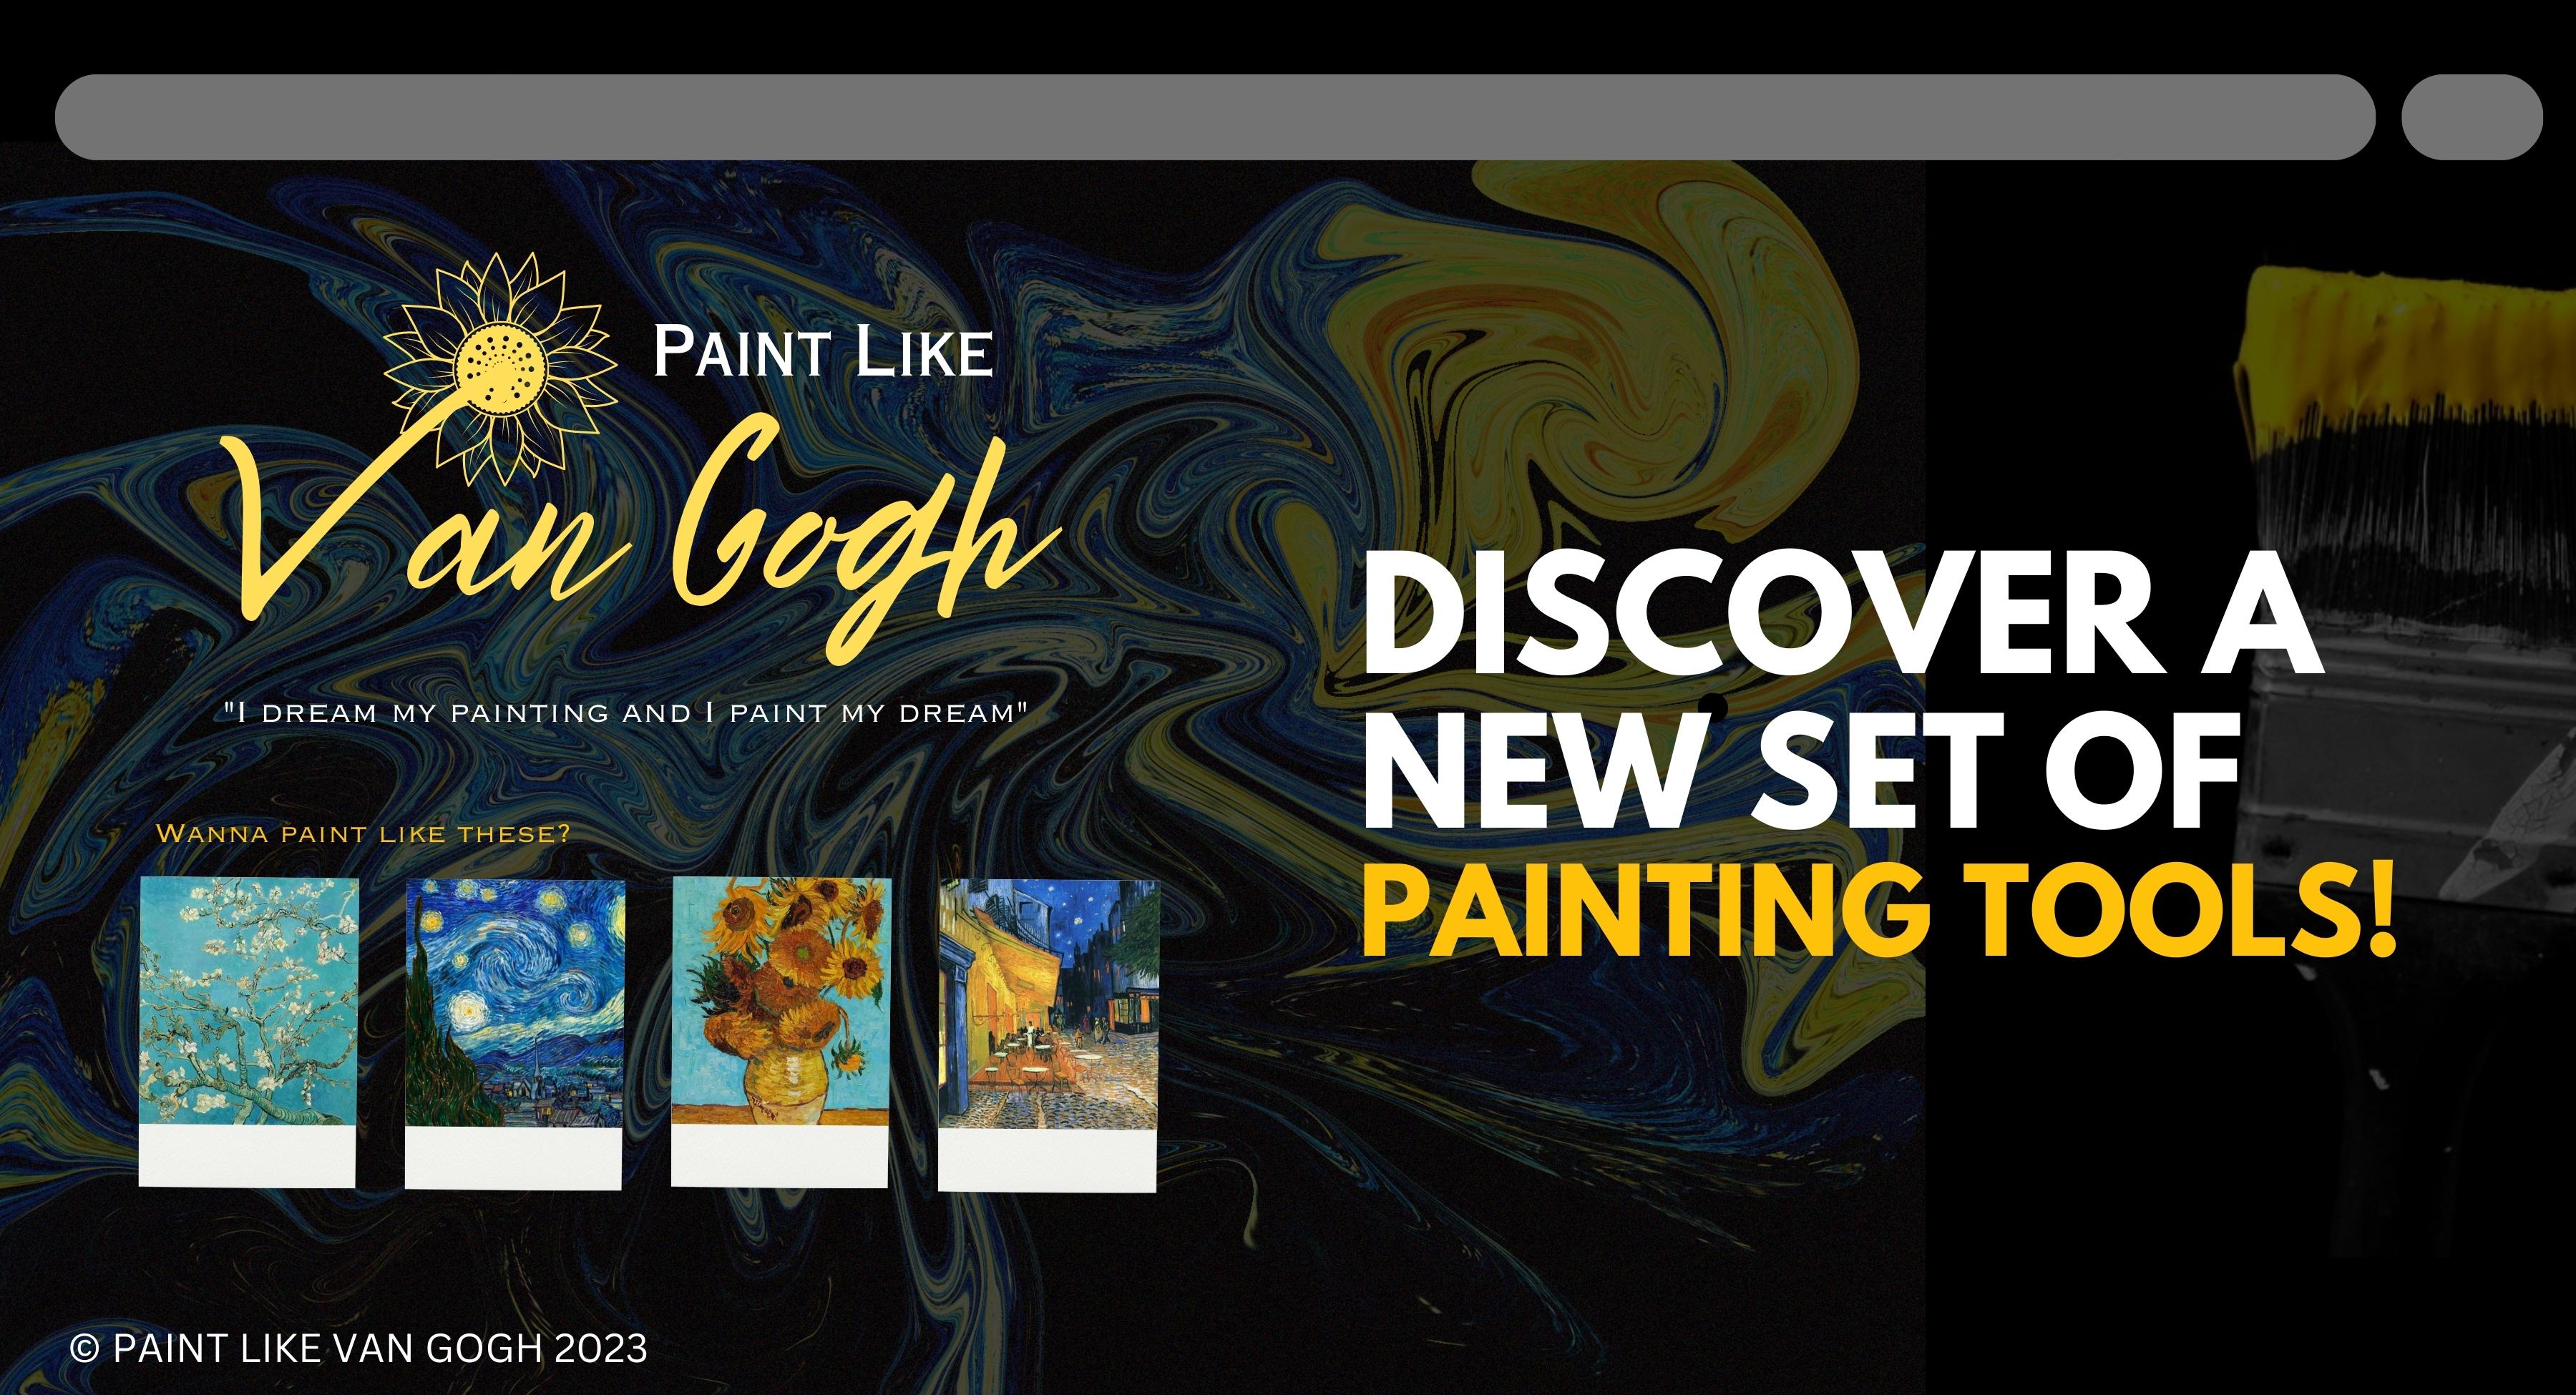 Paint Like
Van Gogh
"I dream my painting and I paint my dream"
Wanna paint like these?
DISCOVER A
NEW SET OF
PAINTING TOOLS!
© PAINT LIKE VAN GOGH 2023